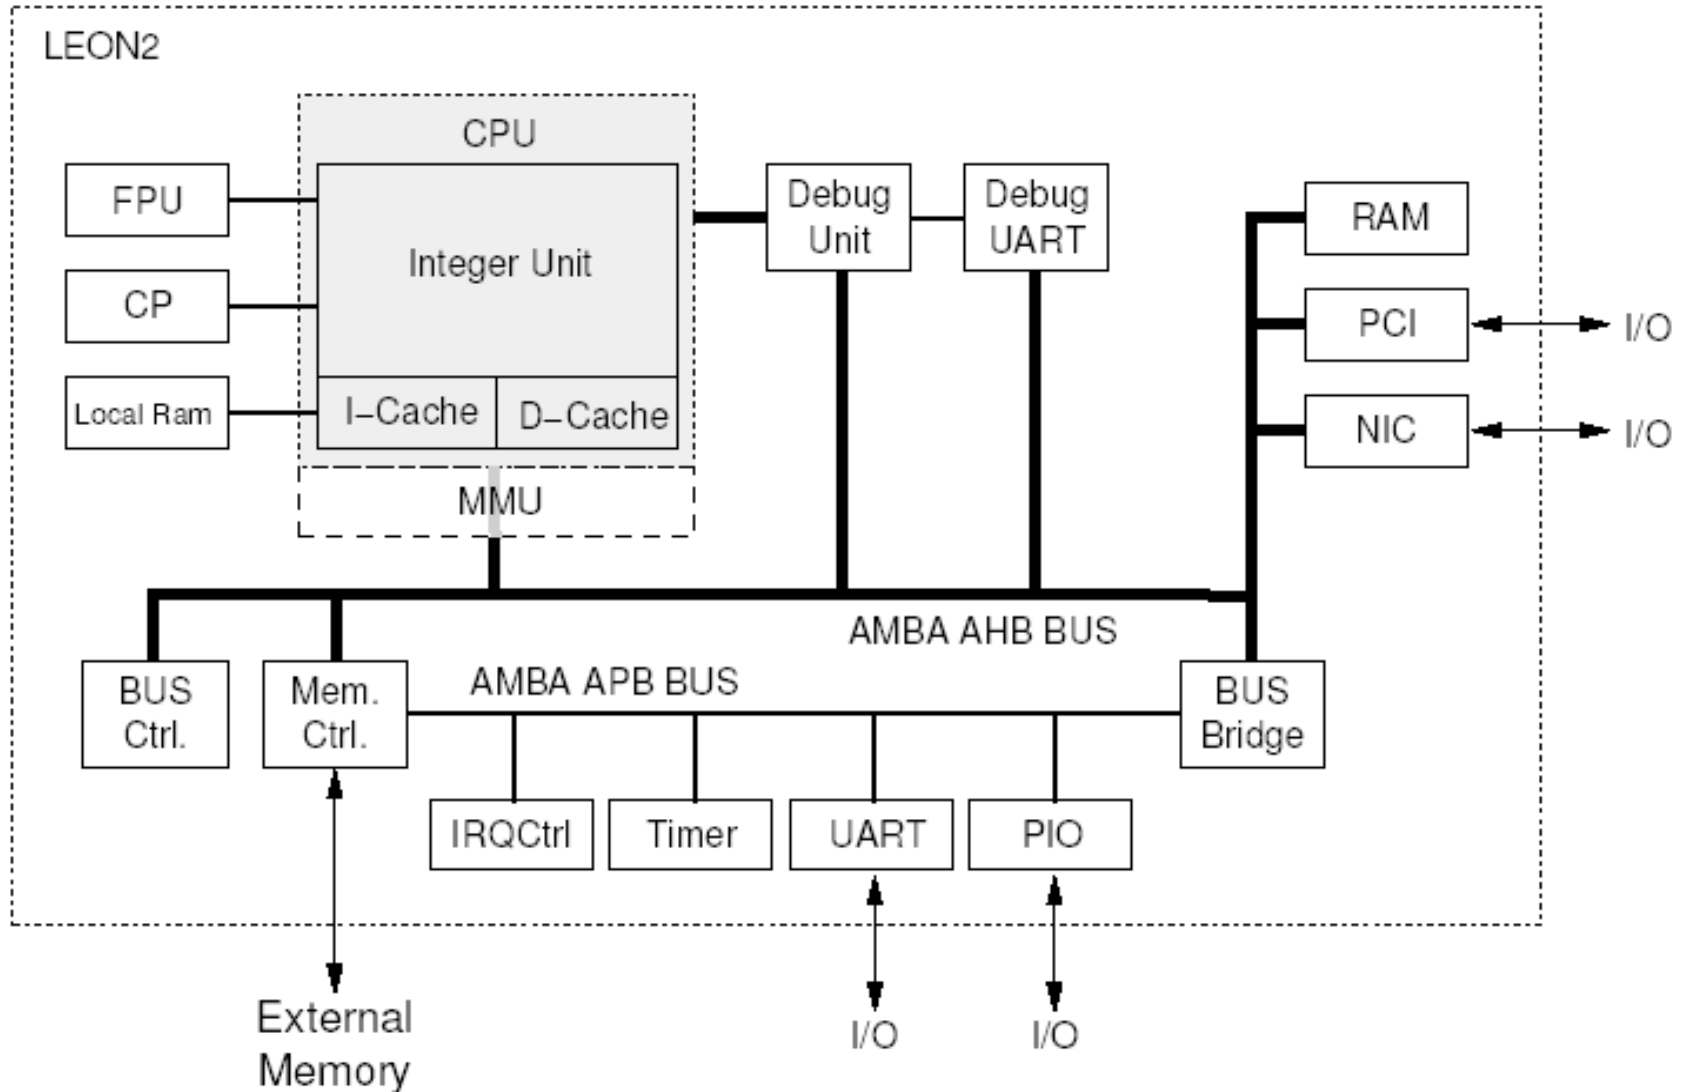 LEON2
CPU
FPU
Integer Unit
CP
Local Ram
I-Cache
D-Cache
MMU
Debug
Unit
Debug
UART
RAM
PCI
I/O
NIC
I/O
AMBA AHB BUS
BUS
Ctrl.
Mem.
Ctrl.
AMBA APB BUS
BUS
Bridge
IRQCtrl
Timer
UART
PIO
External
Memory
I/O
I/O